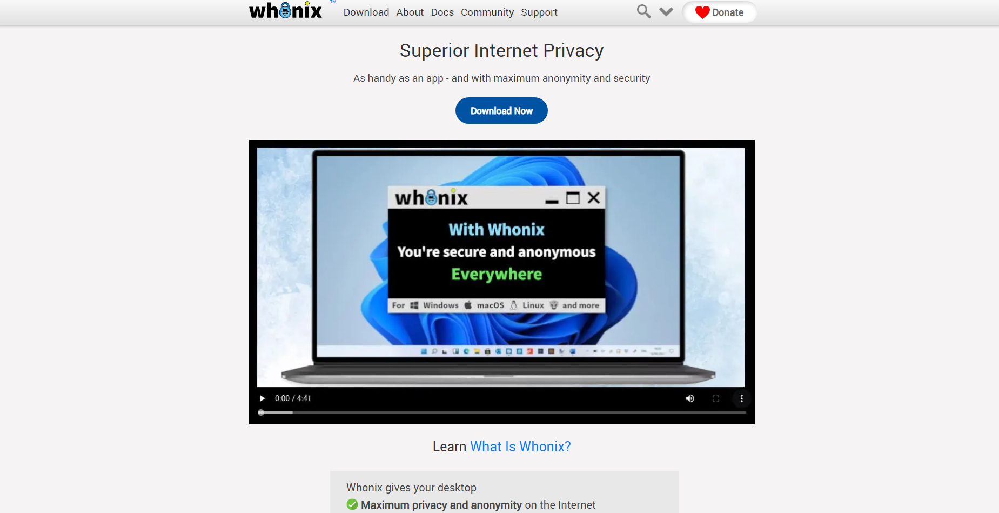 whonix ™
Download About Docs Community Support
Donate
Superior Internet Privacy
As handy as an app - and with maximum anonymity and security
Download Now
whonix
With Whonix
You're secure and anonymous
Everywhere
For Windows macOS Linux and more
0:00 / 4:41
Learn What Is Whonix?
Whonix gives your desktop
Maximum privacy and anonymity on the Internet